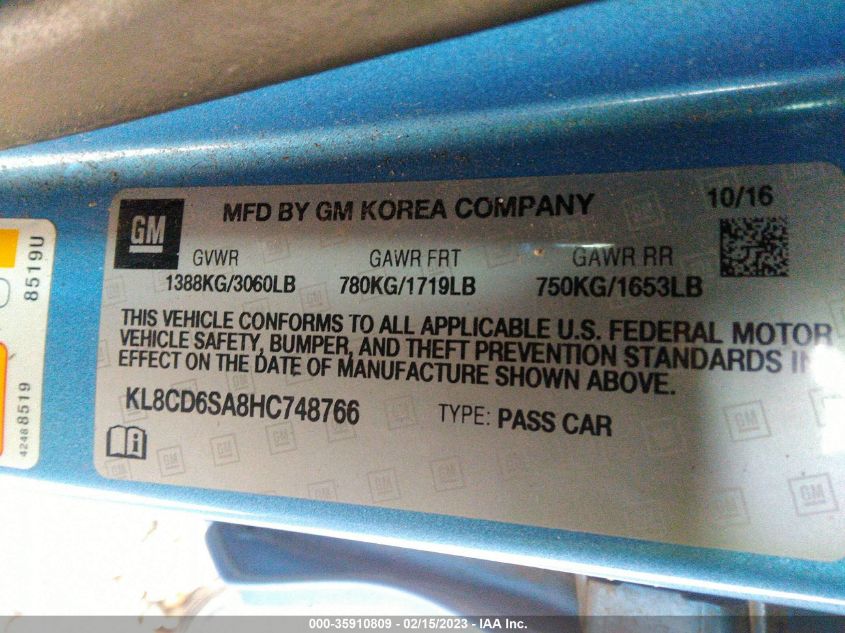 GM
MFD BY GM KOREA COMPANY
10/16
GVWR GAWR FRT GAWR RR
1388KG/3060LB 780KG/1719LB 750KG/1653LB
THIS VEHICLE CONFORMS TO ALL APPLICABLE U.S. FEDERAL MOTOR
VEHICLE SAFETY, BUMPER, AND THEFT PREVENTION STANDARDS IN
EFFECT ON THE DATE OF MANUFACTURE SHOWN ABOVE.
KL8CD6SA8HC748766 TYPE: PASS CAR
8519U
42488519
000-35910809 - 02/15/2023 - IAA Inc.